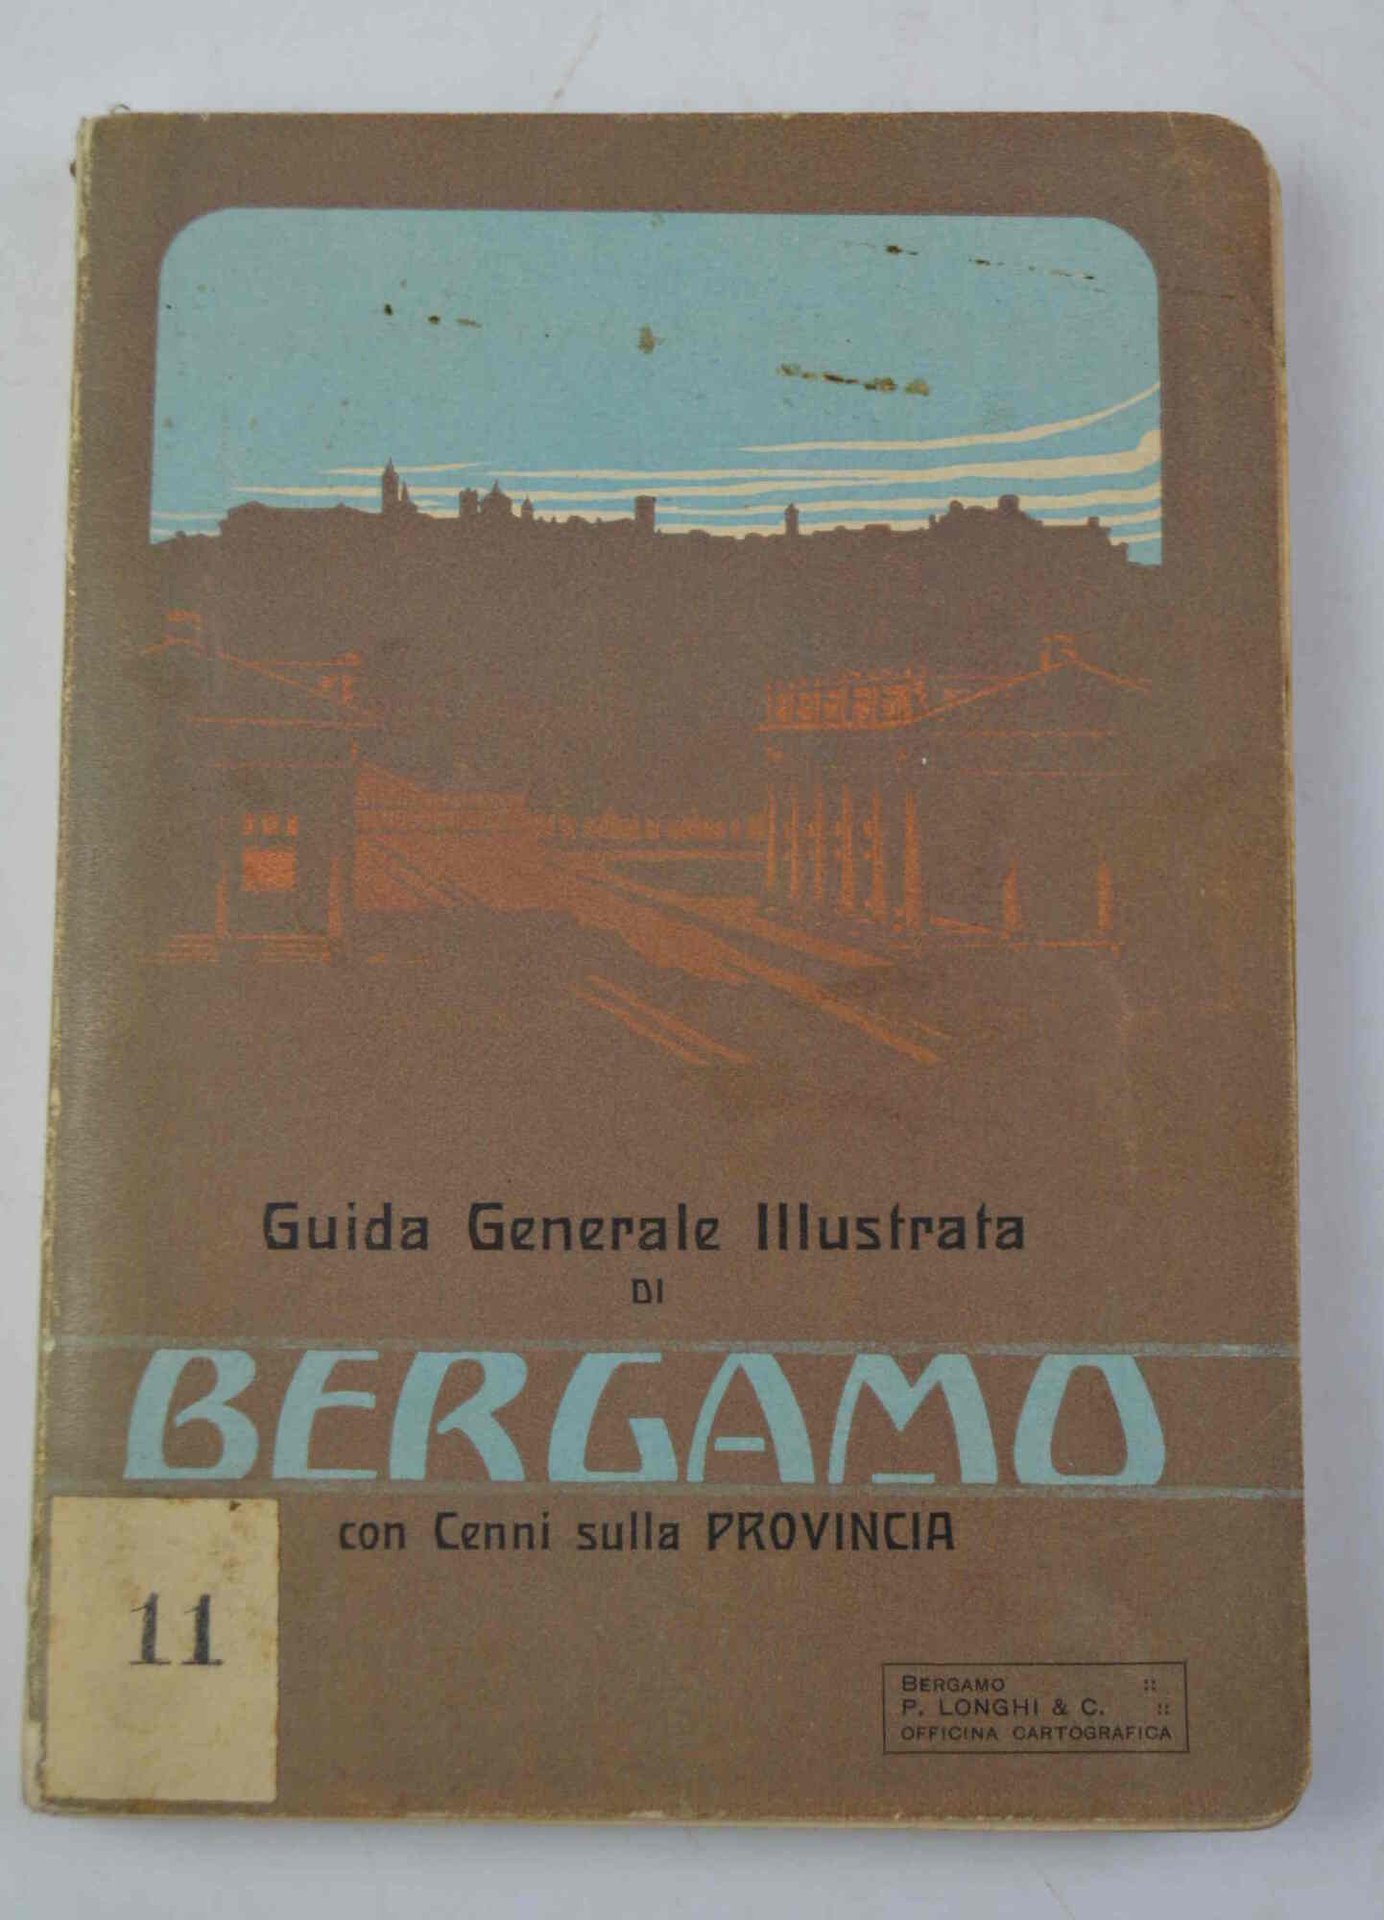 Guida Generale Illustrata
DI
BERGAMO
con Cenni sulla PROVINCIA
11
BERGAMO ::
P. LONGHI & C. ::
OFFICINA CARTOGRAFICA